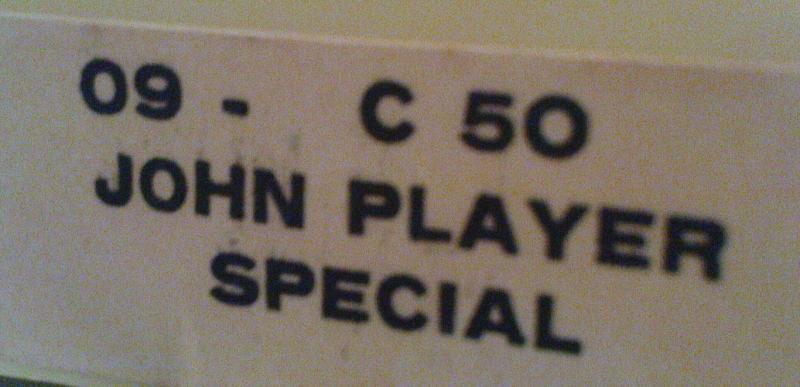 09 - C 50
JOHN PLAYER
SPECIAL